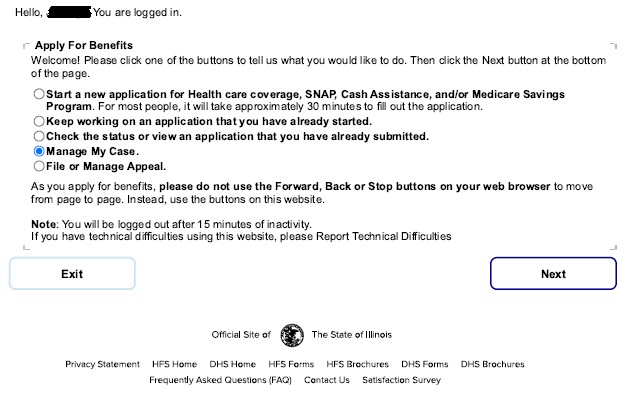 Hello, You are logged in.
Apply For Benefits
Welcome! Please click one of the buttons to tell us what you would like to do. Then click the Next button at the bottom
of the page.
Start a new application for Health care coverage, SNAP, Cash Assistance, and/or Medicare Savings
Program. For most people, it will take approximately 30 minutes to fill out the application.
Keep working on an application that you have already started.
Check the status or view an application that you have already submitted.
Manage My Case.
File or Manage Appeal.
As you apply for benefits, please do not use the Forward, Back or Stop buttons on your web browser to move
from page to page. Instead, use the buttons on this website.
Note: You will be logged out after 15 minutes of inactivity.
If you have technical difficulties using this website, please Report Technical Difficulties
Exit Next
Official Site of The State of Illinois
Privacy Statement HFS Home DHS Home HFS Forms HFS Brochures DHS Forms DHS Brochures
Frequently Asked Questions (FAQ) Contact Us Satisfaction Survey